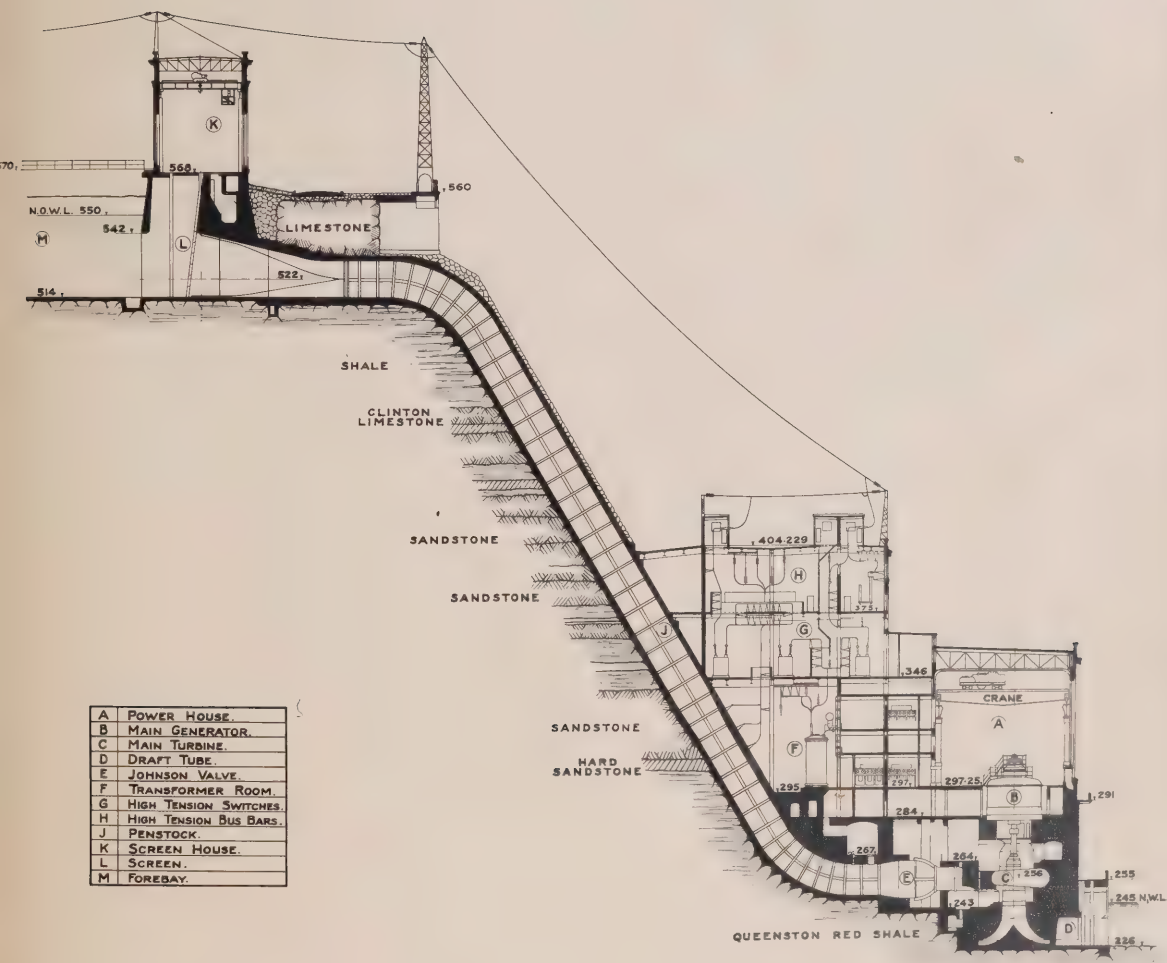 K
570
568
560
N.O.W.L. 550
LIMESTONE
542
M
L
522
514
SHALE
CLINTON
LIMESTONE
SANDSTONE
404·229
H
SANDSTONE
375
J
G
346
CRANE
A
SANDSTONE
F
HARD
SANDSTONE
295
297
297·25
B
291
284
267
264
E
C
256
255
243
245 N.W.L
D
QUEENSTON RED SHALE
226
A POWER HOUSE.
B MAIN GENERATOR.
C MAIN TURBINE.
D DRAFT TUBE.
E JOHNSON VALVE.
F TRANSFORMER ROOM.
G HIGH TENSION SWITCHES.
H HIGH TENSION BUS BARS.
J PENSTOCK.
K SCREEN HOUSE.
L SCREEN.
M FOREBAY.